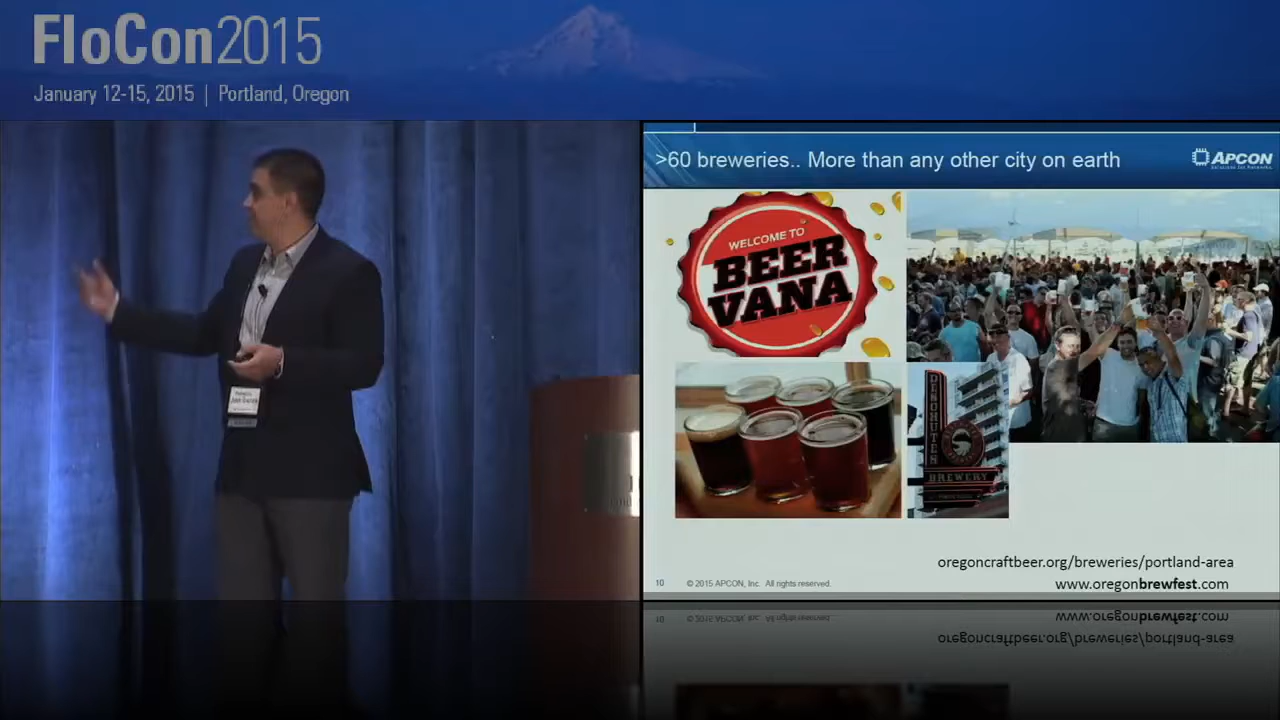 FloCon2015
January 12-15, 2015 | Portland, Oregon
>60 breweries.. More than any other city on earth
APCON
WELCOME TO
BEER
VANA
DESCHUTES
BREWERY
oregoncraftbeer.org/breweries/portland-area
www.oregonbrewfest.com
10 © 2015 APCON, Inc. All rights reserved.